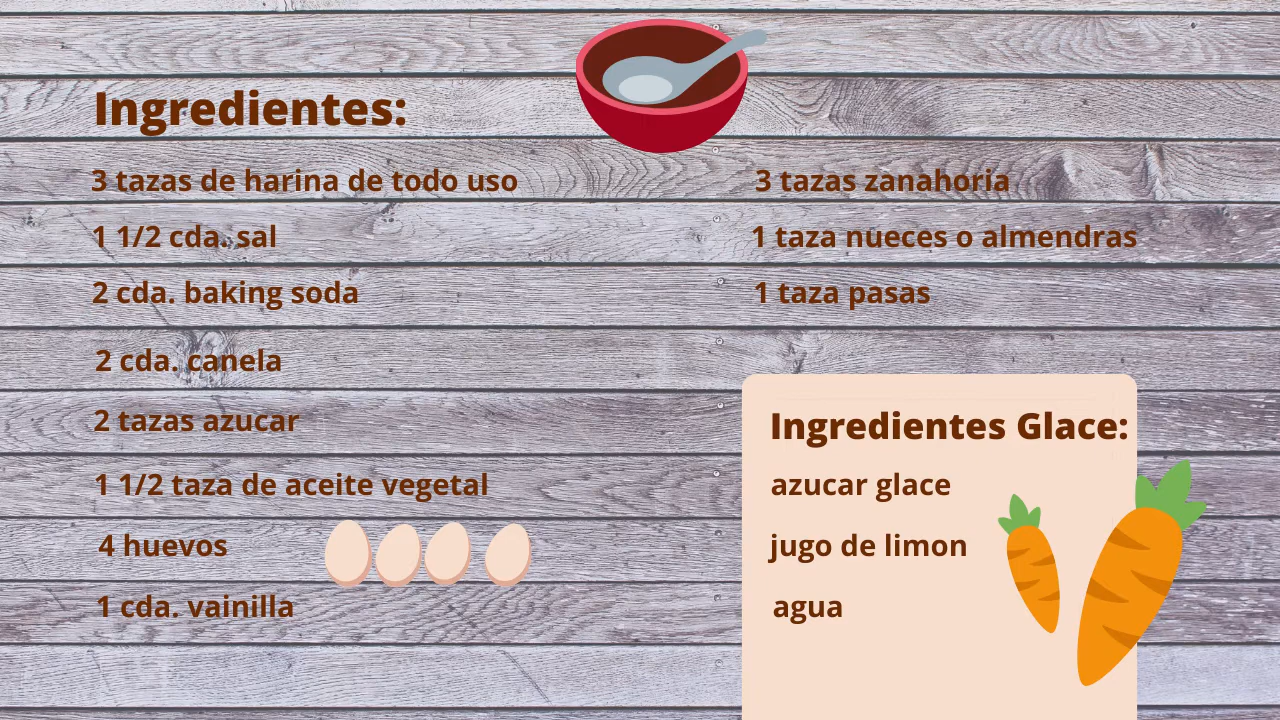 Ingredientes:
3 tazas de harina de todo uso
1 1/2 cda. sal
2 cda. baking soda
2 cda. canela
2 tazas azucar
1 1/2 taza de aceite vegetal
4 huevos
1 cda. vainilla
3 tazas zanahoria
1 taza nueces o almendras
1 taza pasas
Ingredientes Glace:
azucar glace
jugo de limon
agua